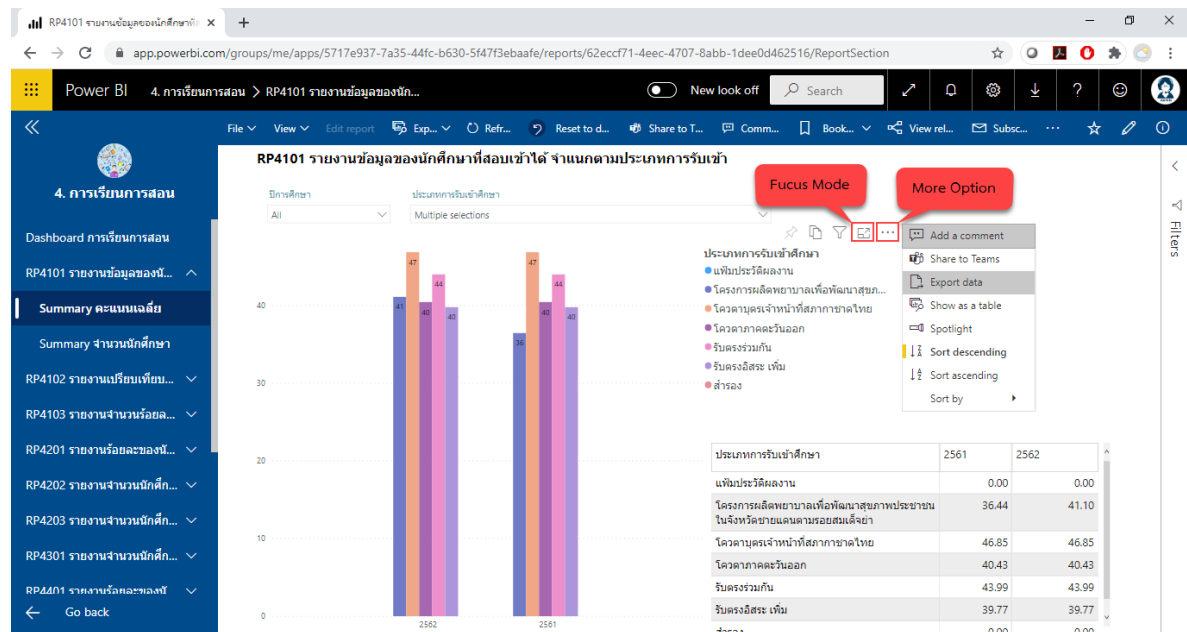 RP4101 รายงานข้อมูลของนักศึกษาที่ส
app.powerbi.com/groups/me/apps/5717e937-7a35-44fc-b630-5f47f3ebaafe/reports/62eccf71-4eec-4707-8abb-1dee0d462516/ReportSection
Power BI 4. การเรียนการสอน > RP4101 รายงานข้อมูลของนัก... New look off Search
File View Edit report Exp... Refr... Reset to d... Share to T... Comm... Book... View rel... Subsc... ...
4. การเรียนการสอน
Dashboard การเรียนการสอน
RP4101 รายงานข้อมูลของนั...
Summary คะแนนเฉลี่ย
Summary จำนวนนักศึกษา
RP4102 รายงานเปรียบเทียบ...
RP4103 รายงานจำนวนร้อยล...
RP4201 รายงานร้อยละของนั...
RP4202 รายงานจำนวนนักศึก...
RP4203 รายงานจำนวนนักศึก...
RP4301 รายงานจำนวนนักศึก...
RP4401 รายงานร้อยละของนั
Go back
RP4101 รายงานข้อมูลของนักศึกษาที่สอบเข้าได้ จำแนกตามประเภทการรับเข้า
ปีการศึกษา ประเภทการรับเข้าศึกษา
All Multiple selections
Fucus Mode
More Option
Filters
Add a comment
Share to Teams
Export data
Show as a table
Spotlight
Sort descending
Sort ascending
Sort by
ประเภทการรับเข้าศึกษา
แฟ้มประวัติผลงาน
โครงการผลิตพยาบาลเพื่อพัฒนาสุขภ...
โควตาบุตรเจ้าหน้าที่สภากาชาดไทย
โควตาภาคตะวันออก
รับตรงร่วมกัน
รับตรงอิสระ เพิ่ม
สำรอง
40
30
20
10
0
41 47 40 44 40
36 47 40 44 40
2562 2561
ประเภทการรับเข้าศึกษา 2561 2562
แฟ้มประวัติผลงาน 0.00 0.00
โครงการผลิตพยาบาลเพื่อพัฒนาสุขภาพประชาชน 36.44 41.10
ในจังหวัดชายแดนตามรอยสมเด็จย่า
โควตาบุตรเจ้าหน้าที่สภากาชาดไทย 46.85 46.85
โควตาภาคตะวันออก 40.43 40.43
รับตรงร่วมกัน 43.99 43.99
รับตรงอิสระ เพิ่ม 39.77 39.77
สำรอง 0.00 0.00